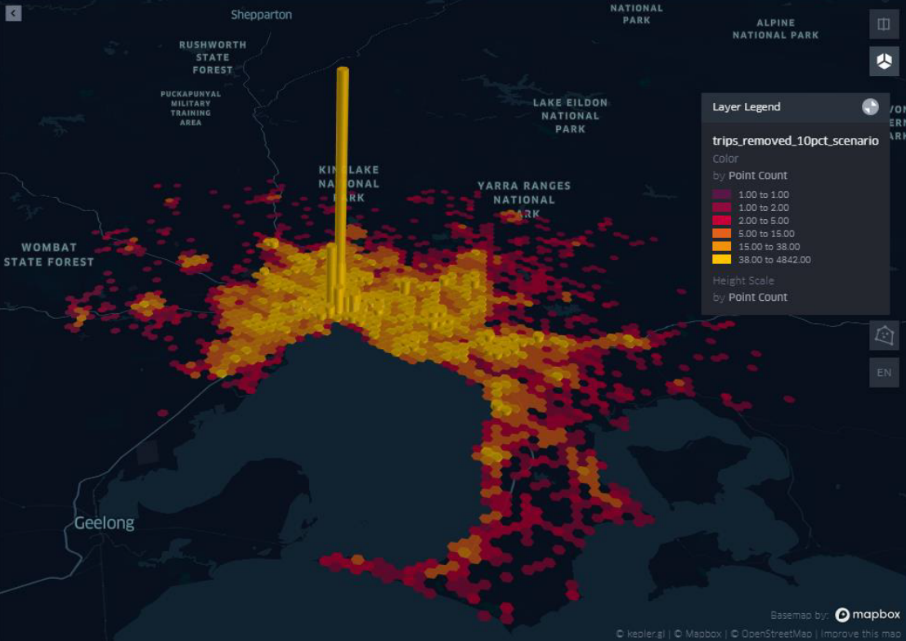 Shepparton
NATIONAL
PARK
ALPINE
NATIONAL PARK
RUSHWORTH
STATE
FOREST
PUCKAPUNYAL
MILITARY
TRAINING
AREA
LAKE EILDON
NATIONAL
PARK
KINGLAKE
NATIONAL
PARK
YARRA RANGES
NATIONAL
PARK
WOMBAT
STATE FOREST
Geelong
Layer Legend
trips_removed_10pct_scenario
Color
by Point Count
1.00 to 1.00
1.00 to 2.00
2.00 to 5.00
5.00 to 15.00
15.00 to 38.00
38.00 to 4842.00
Height Scale
by Point Count
EN
Basemap by: mapbox
© kepler.gl | © Mapbox | © OpenStreetMap | Improve this map